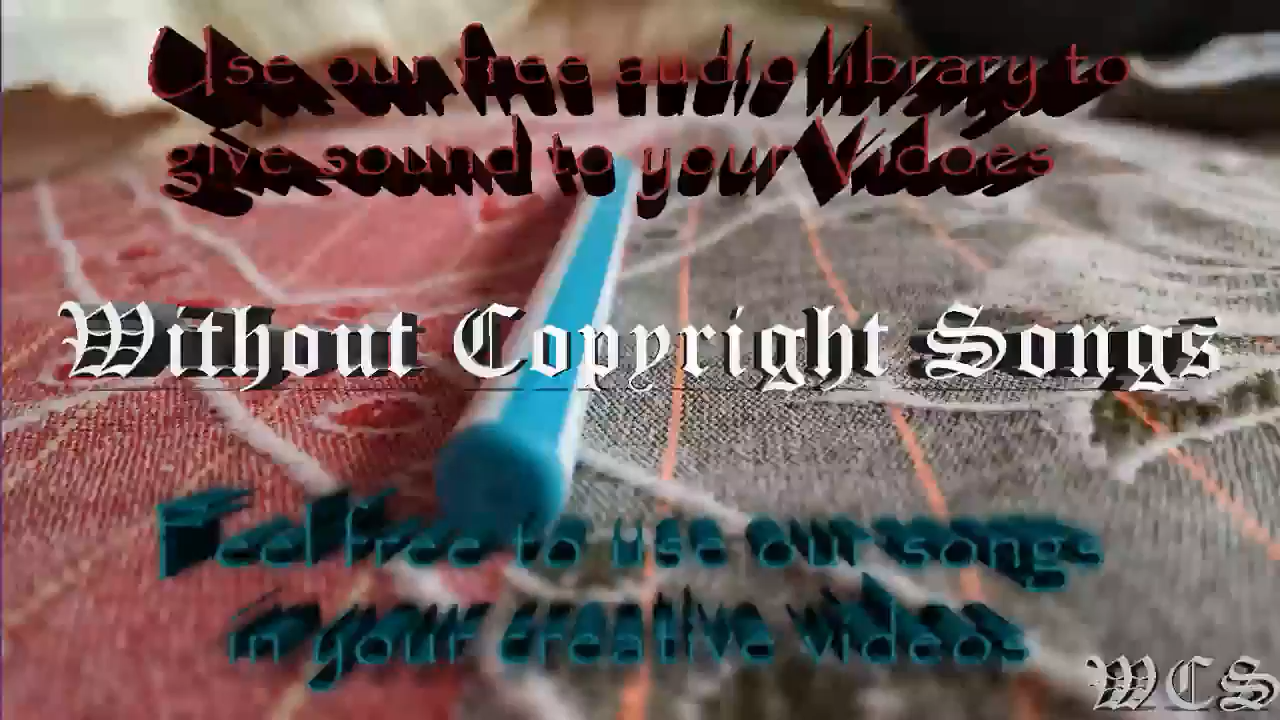 Use our free audio library to
give sound to your Vidoes
Without Copyright Songs
Feel free to use our songs
in your creative videos
WCS